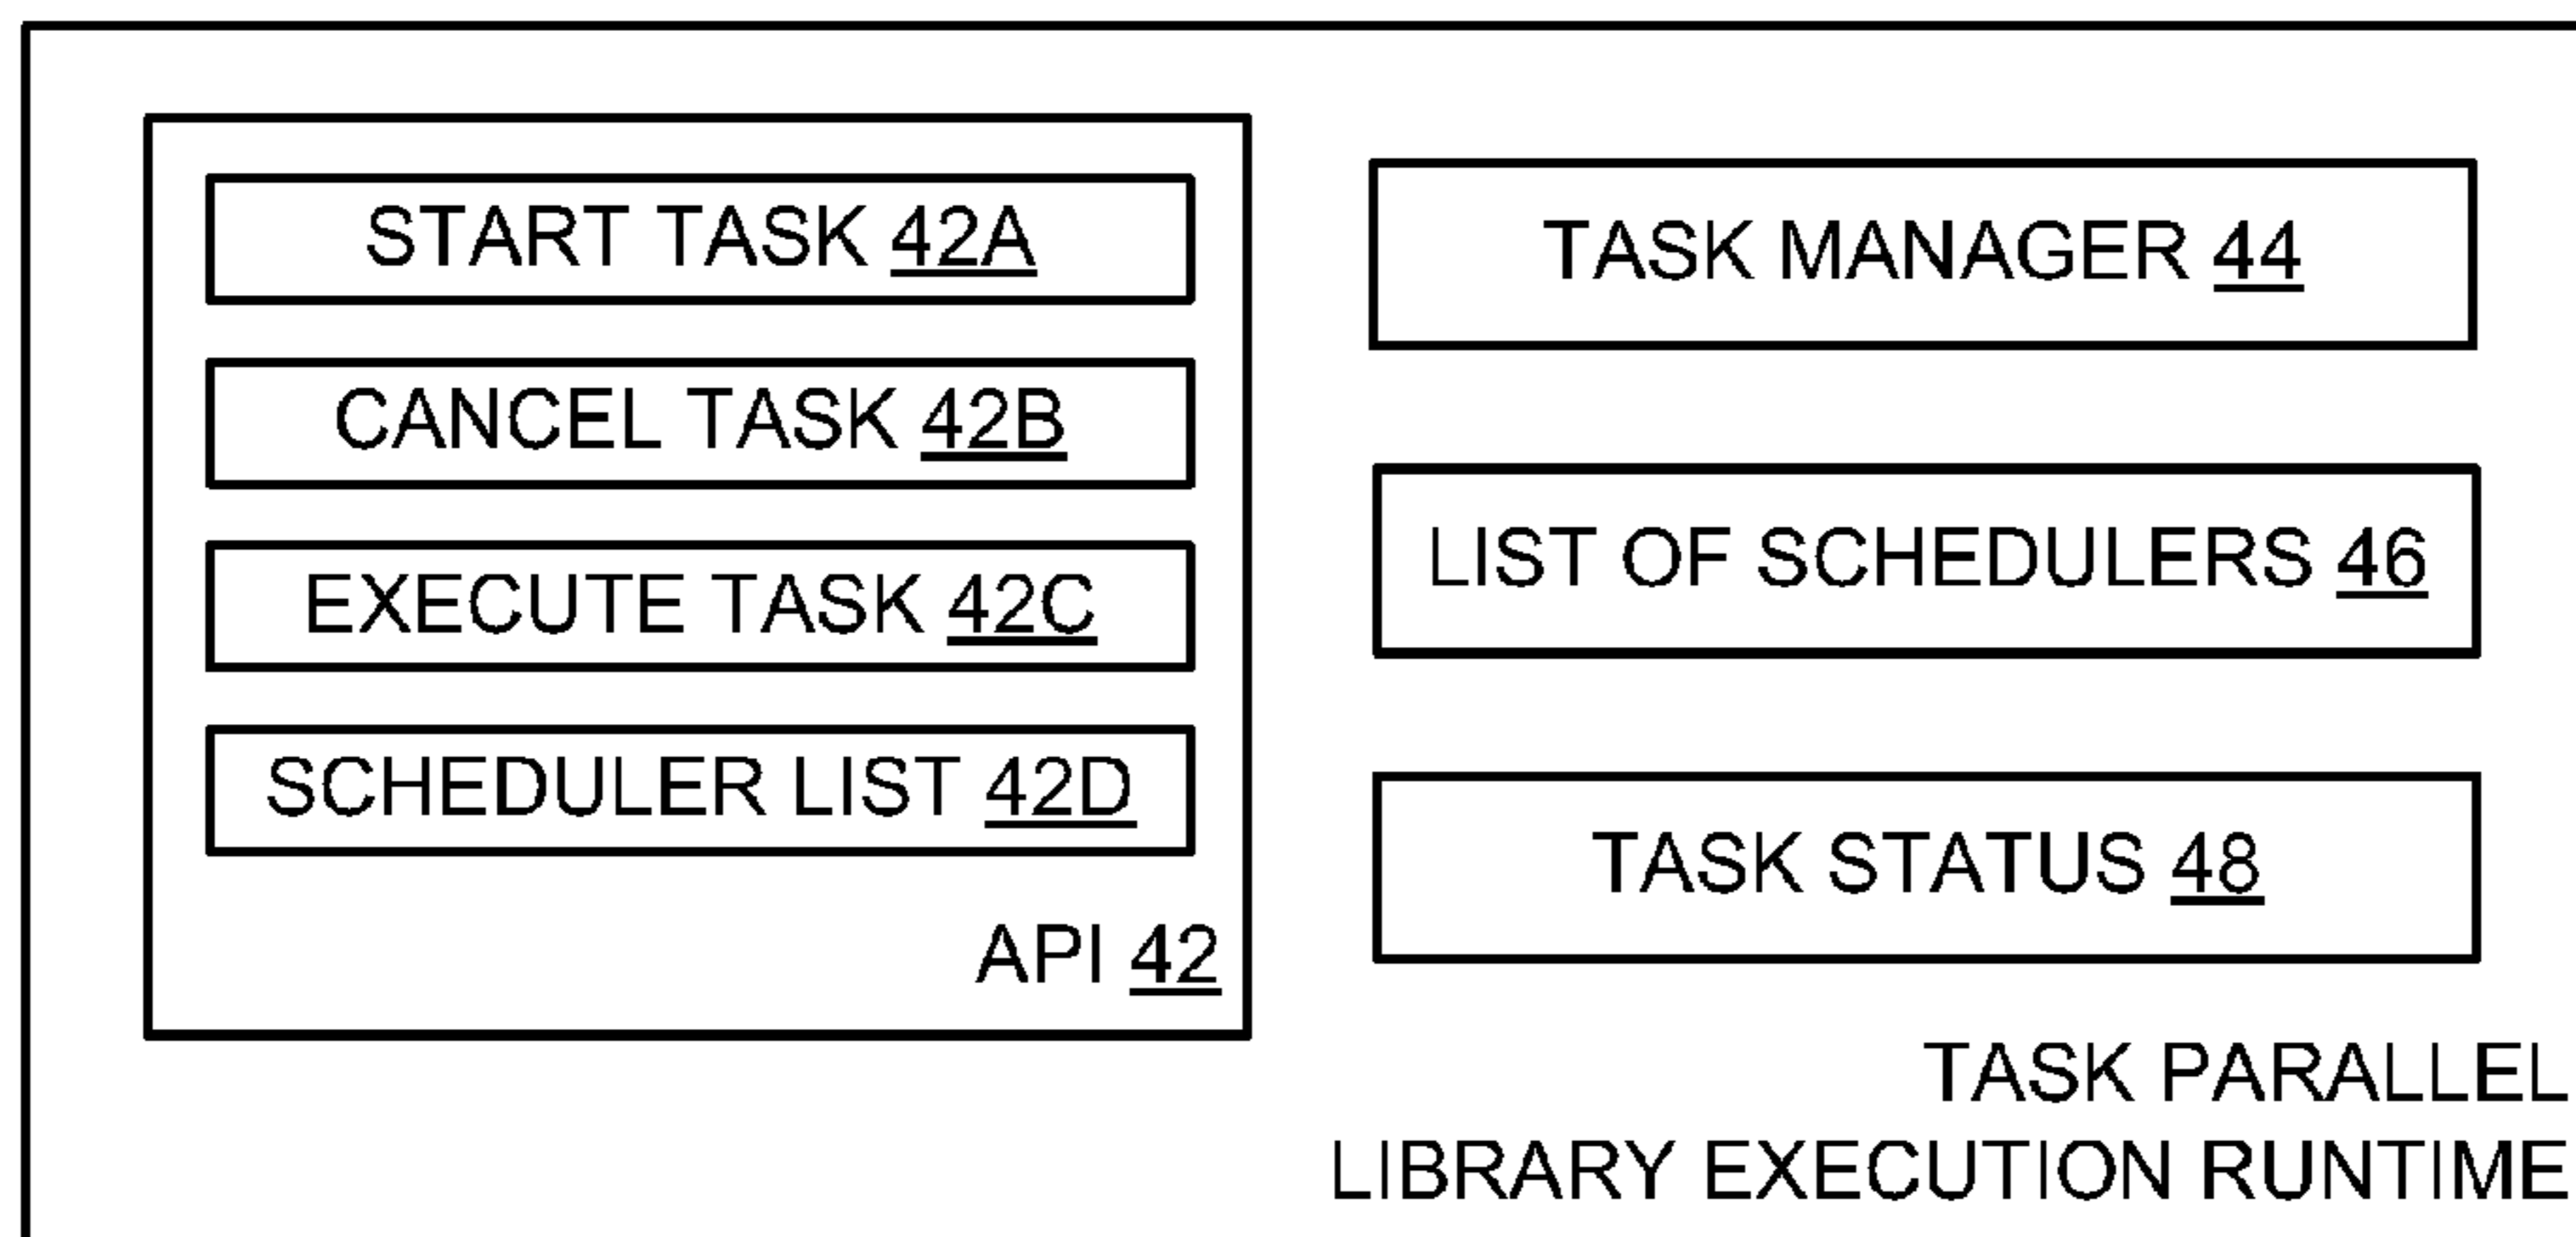 START TASK 42A
CANCEL TASK 42B
EXECUTE TASK 42C
SCHEDULER LIST 42D
API 42
TASK MANAGER 44
LIST OF SCHEDULERS 46
TASK STATUS 48
TASK PARALLEL
LIBRARY EXECUTION RUNTIME